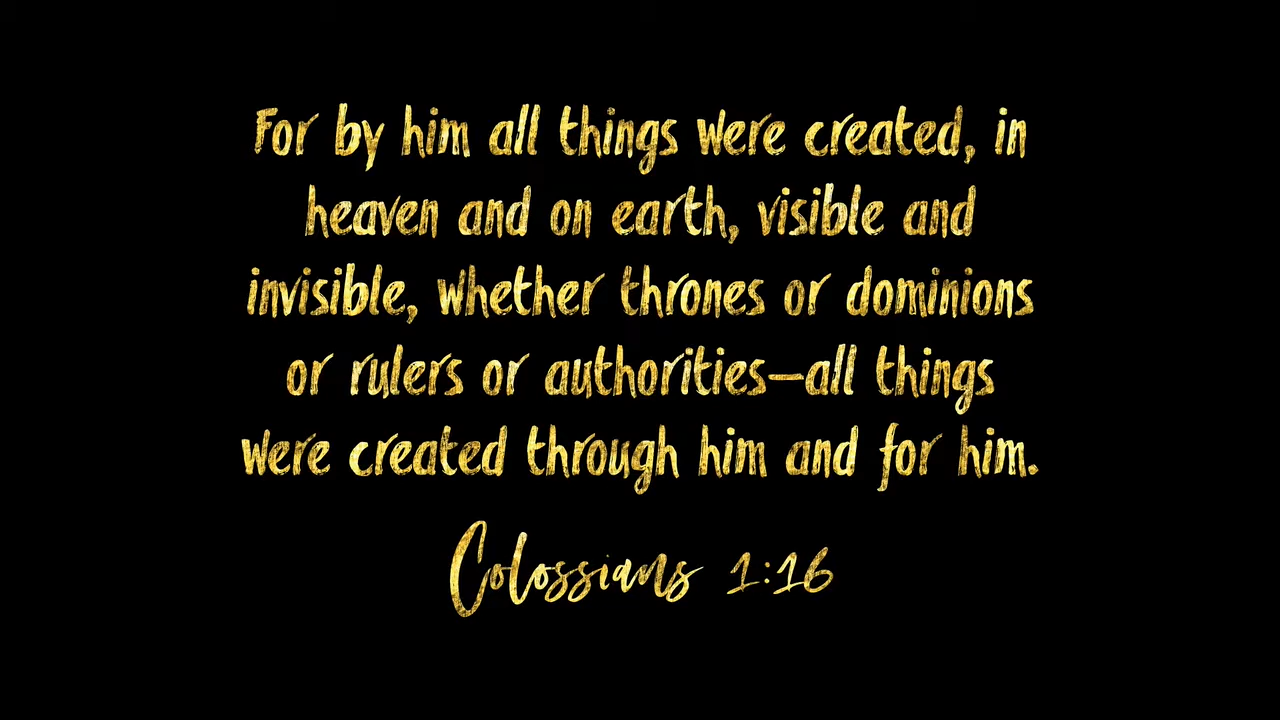 For by him all things were created, in
heaven and on earth, visible and
invisible, whether thrones or dominions
or rulers or authorities—all things
were created through him and for him.
Colossians 1:16